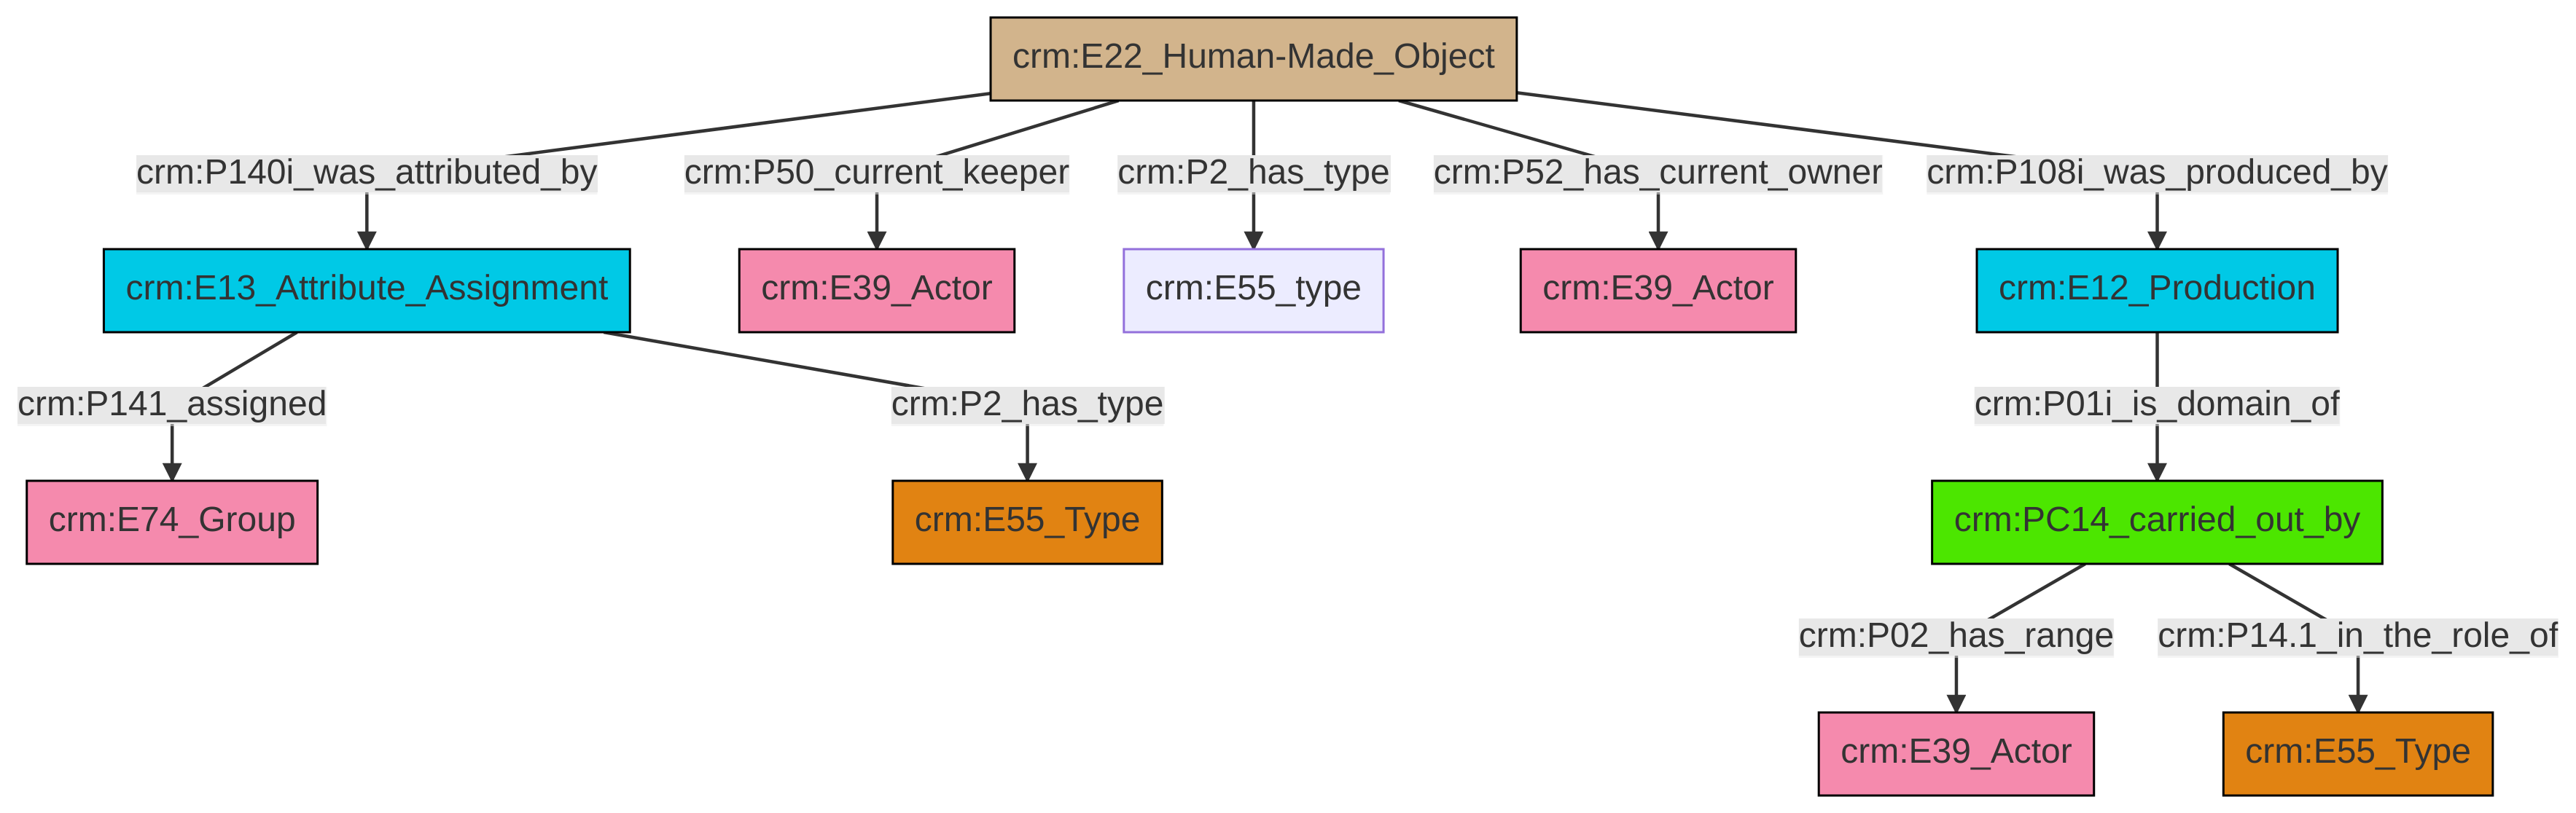 crm:E22_Human-Made_Object
crm:P140i_was_attributed_by
crm:P50_current_keeper
crm:P2_has_type
crm:P52_has_current_owner
crm:P108i_was_produced_by
crm:E13_Attribute_Assignment
crm:E39_Actor
crm:E55_type
crm:E39_Actor
crm:E12_Production
crm:P141_assigned
crm:P2_has_type
crm:P01i_is_domain_of
crm:E74_Group
crm:E55_Type
crm:PC14_carried_out_by
crm:P02_has_range
crm:P14.1_in_the_role_of
crm:E39_Actor
crm:E55_Type